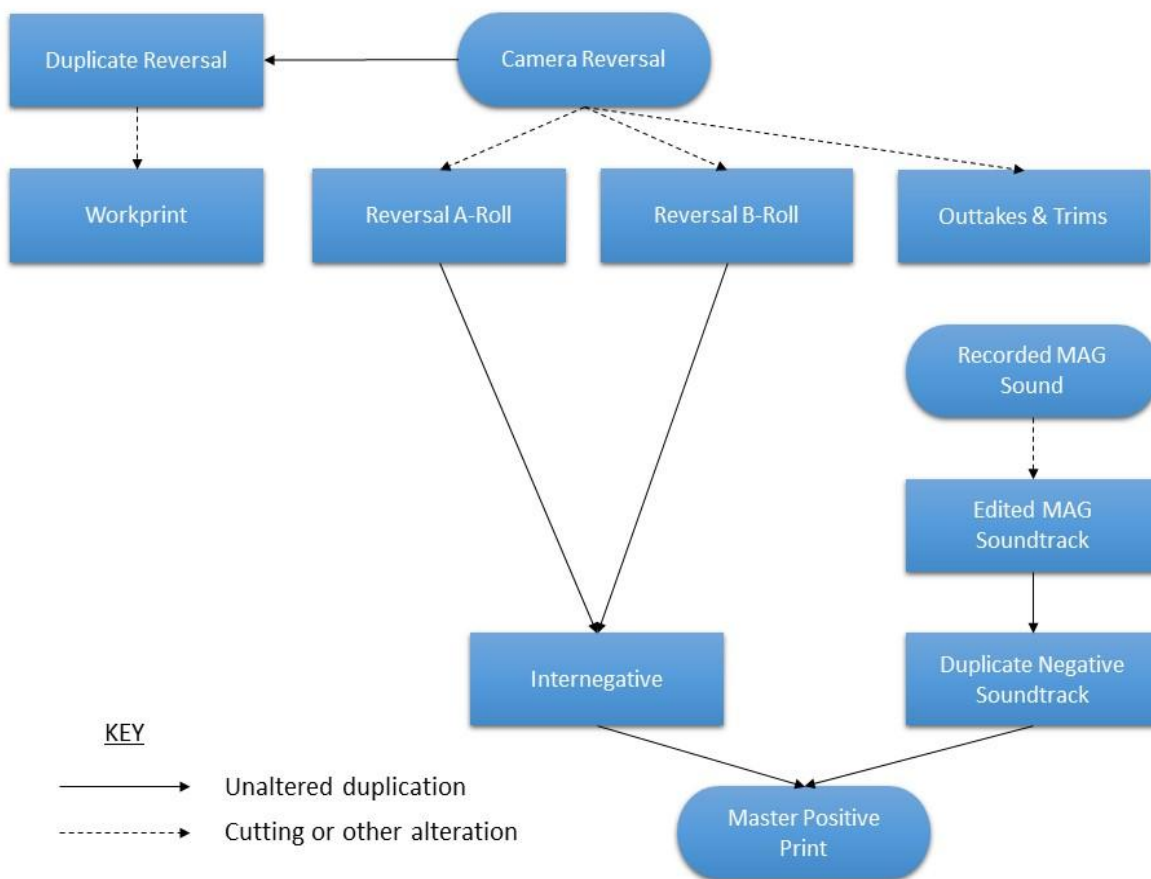 Duplicate Reversal
Camera Reversal
Workprint
Reversal A-Roll
Reversal B-Roll
Outtakes & Trims
Recorded MAG
Sound
Edited MAG
Soundtrack
Internegative
Duplicate Negative
Soundtrack
KEY
Unaltered duplication
Cutting or other alteration
Master Positive
Print